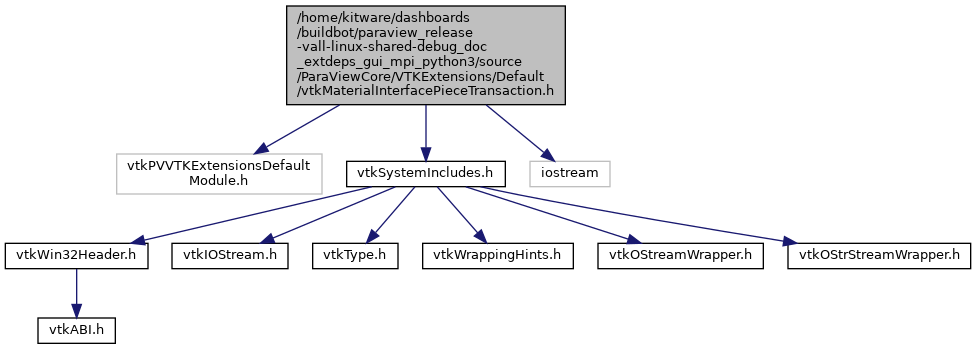 /home/kitware/dashboards
/buildbot/paraview_release
-vall-linux-shared-debug_doc
_extdeps_gui_mpi_python3/source
/ParaViewCore/VTKExtensions/Default
/vtkMaterialInterfacePieceTransaction.h
vtkPVVTKExtensionsDefault
Module.h
vtkSystemIncludes.h
iostream
vtkWin32Header.h
vtkIOStream.h
vtkType.h
vtkWrappingHints.h
vtkOStreamWrapper.h
vtkOStrStreamWrapper.h
vtkABI.h